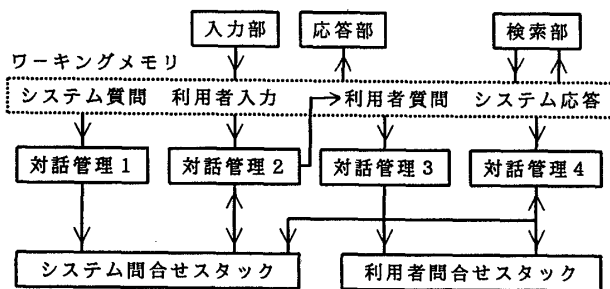 入力部 応答部 検索部
ワーキングメモリ
システム質問 利用者入力 利用者質問 システム応答
対話管理1 対話管理2 対話管理3 対話管理4
システム問合せスタック 利用者問合せスタック